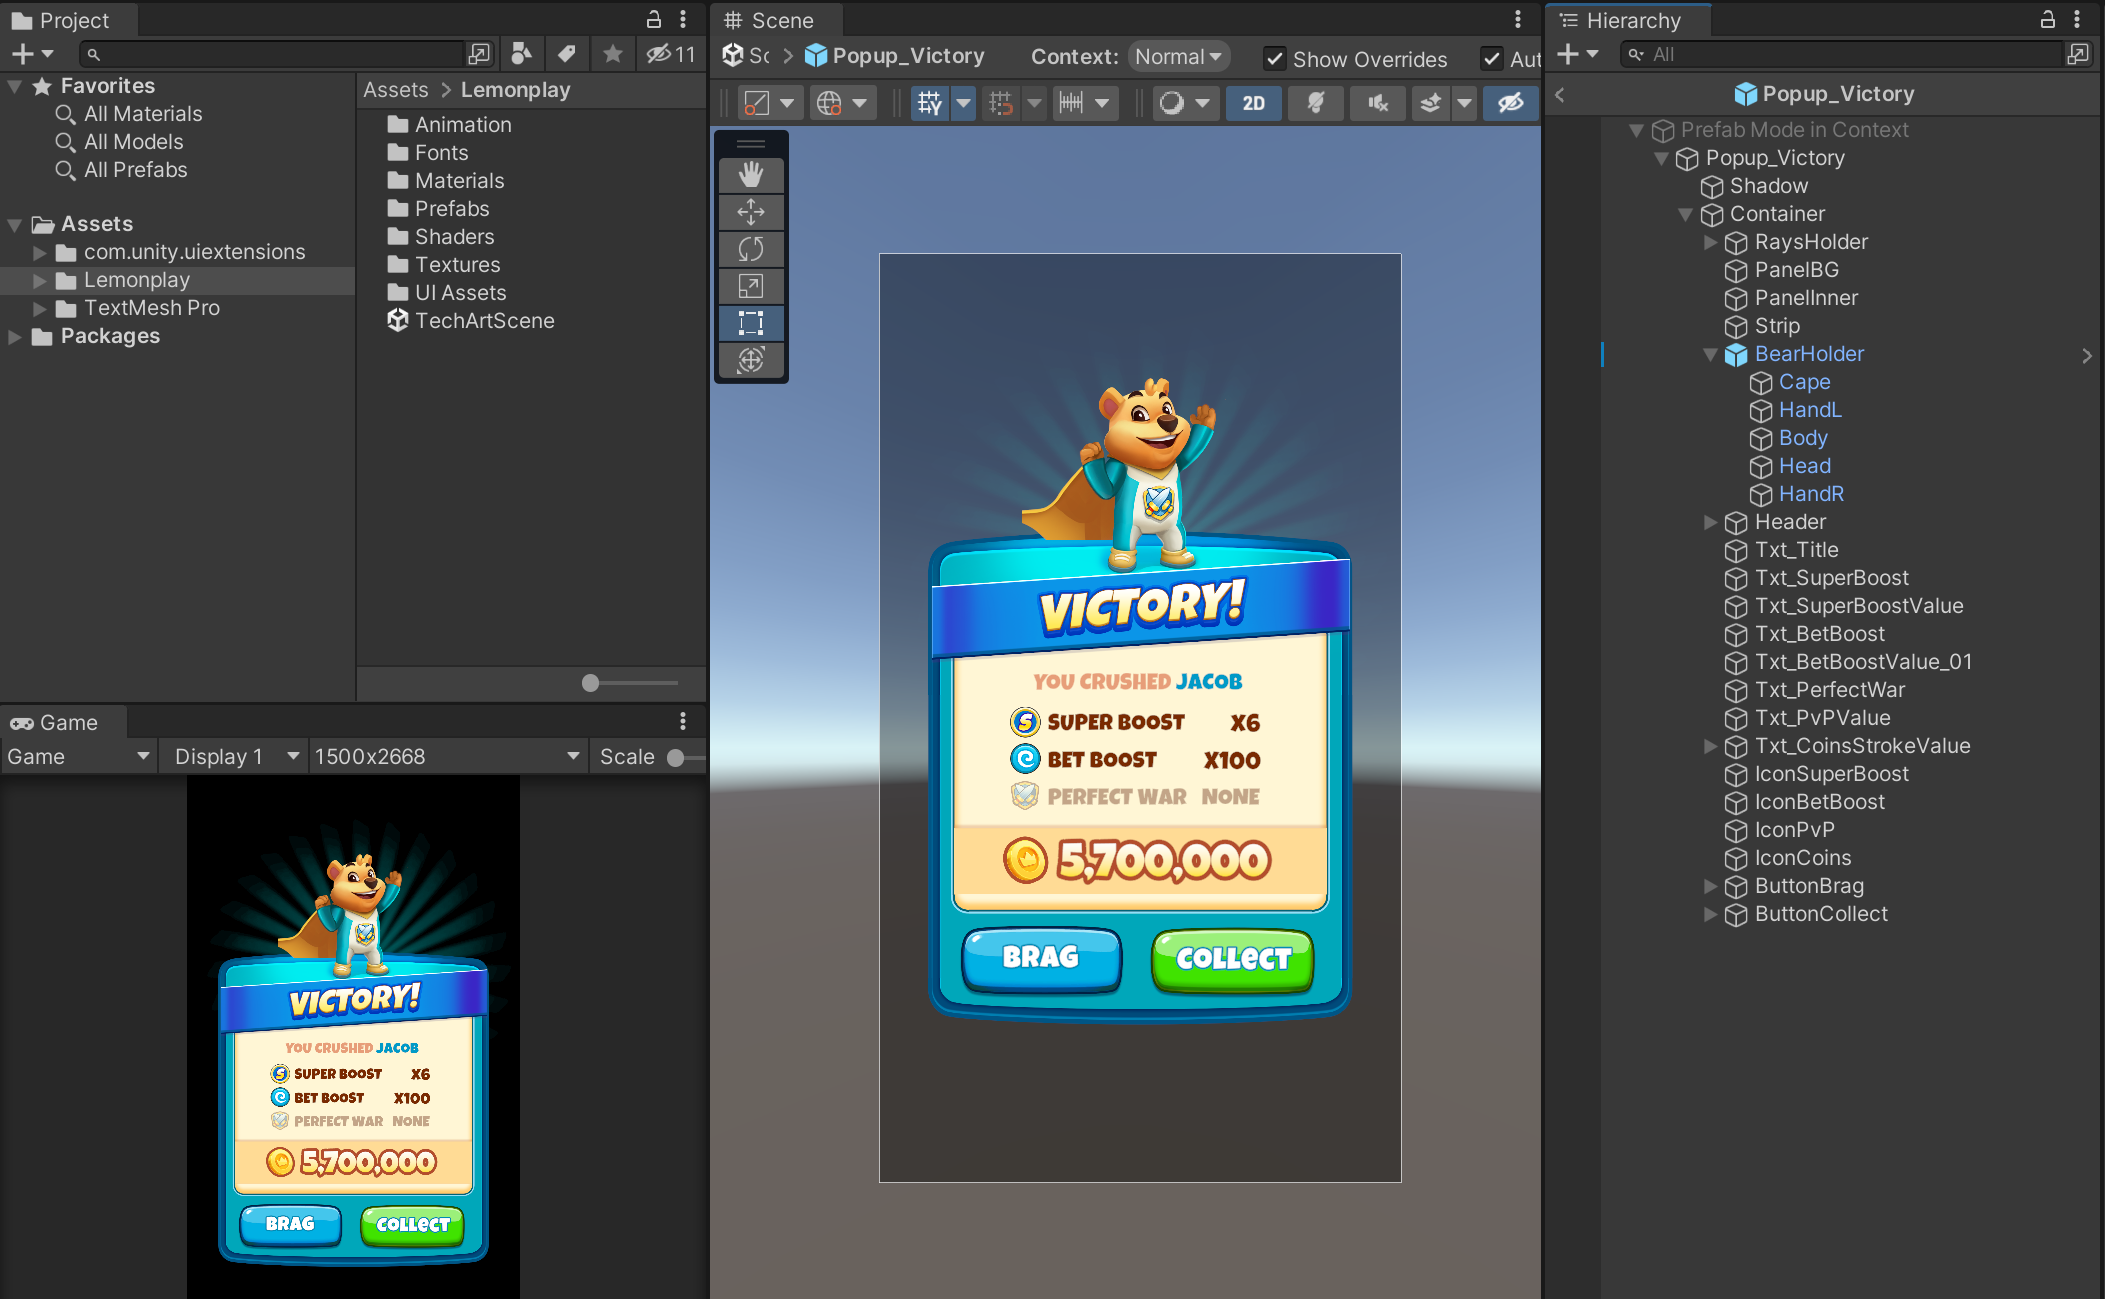 Project
11
Favorites
All Materials
All Models
All Prefabs
Assets
com.unity.uiextensions
Lemonplay
TextMesh Pro
Packages
Assets > Lemonplay
Animation
Fonts
Materials
Prefabs
Shaders
Textures
UI Assets
TechArtScene
Game
Game Display 1 1500x2668 Scale
VICTORY!
YOU CRUSHED JACOB
SUPER BOOST X6
BET BOOST X100
PERFECT WAR NONE
5,700,000
BRAG COLLECT
Scene
Sc > Popup_Victory Context: Normal Show Overrides Aut
2D
VICTORY!
YOU CRUSHED JACOB
S SUPER BOOST X6
BET BOOST X100
PERFECT WAR NONE
5,700,000
BRAG COLLECT
Hierarchy
All
Popup_Victory
Prefab Mode in Context
Popup_Victory
Shadow
Container
RaysHolder
PanelBG
PanelInner
Strip
BearHolder
Cape
HandL
Body
Head
HandR
Header
Txt_Title
Txt_SuperBoost
Txt_SuperBoostValue
Txt_BetBoost
Txt_BetBoostValue_01
Txt_PerfectWar
Txt_PvPValue
Txt_CoinsStrokeValue
IconSuperBoost
IconBetBoost
IconPvP
IconCoins
ButtonBrag
ButtonCollect